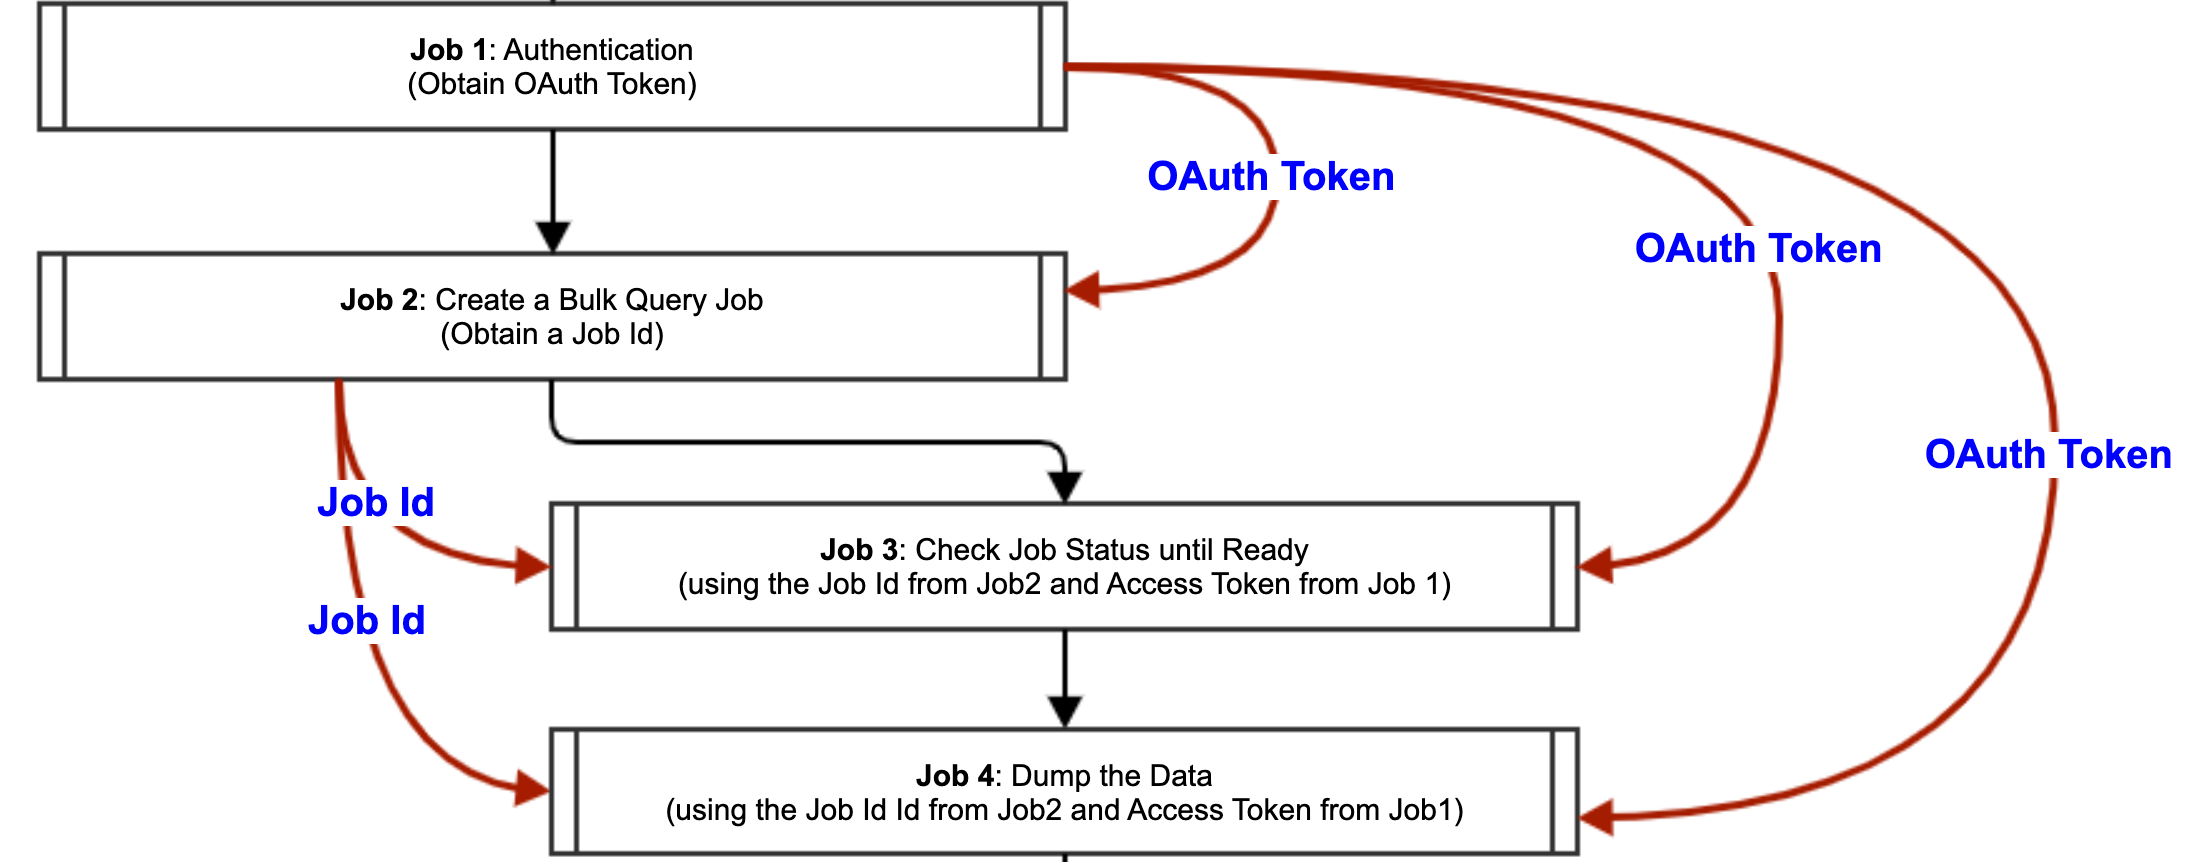 Job 1: Authentication
(Obtain OAuth Token)
OAuth Token
OAuth Token
Job 2: Create a Bulk Query Job
(Obtain a Job Id)
OAuth Token
Job Id
Job 3: Check Job Status until Ready
(using the Job Id from Job2 and Access Token from Job 1)
Job Id
Job 4: Dump the Data
(using the Job Id Id from Job2 and Access Token from Job1)